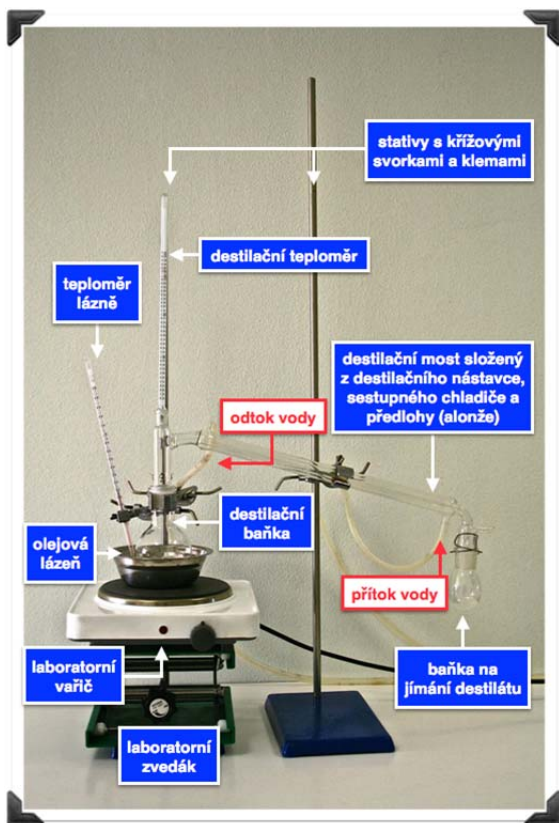 stativy s křížovými
svorkami a klemami
destilační teploměr
teploměr
lázně
destilační most složený
z destilačního nástavce,
sestupného chladiče a
předlohy (alonže)
odtok vody
destilační
baňka
olejová
lázeň
přítok vody
laboratorní
vařič
baňka na
jímání destilátu
laboratorní
zvedák